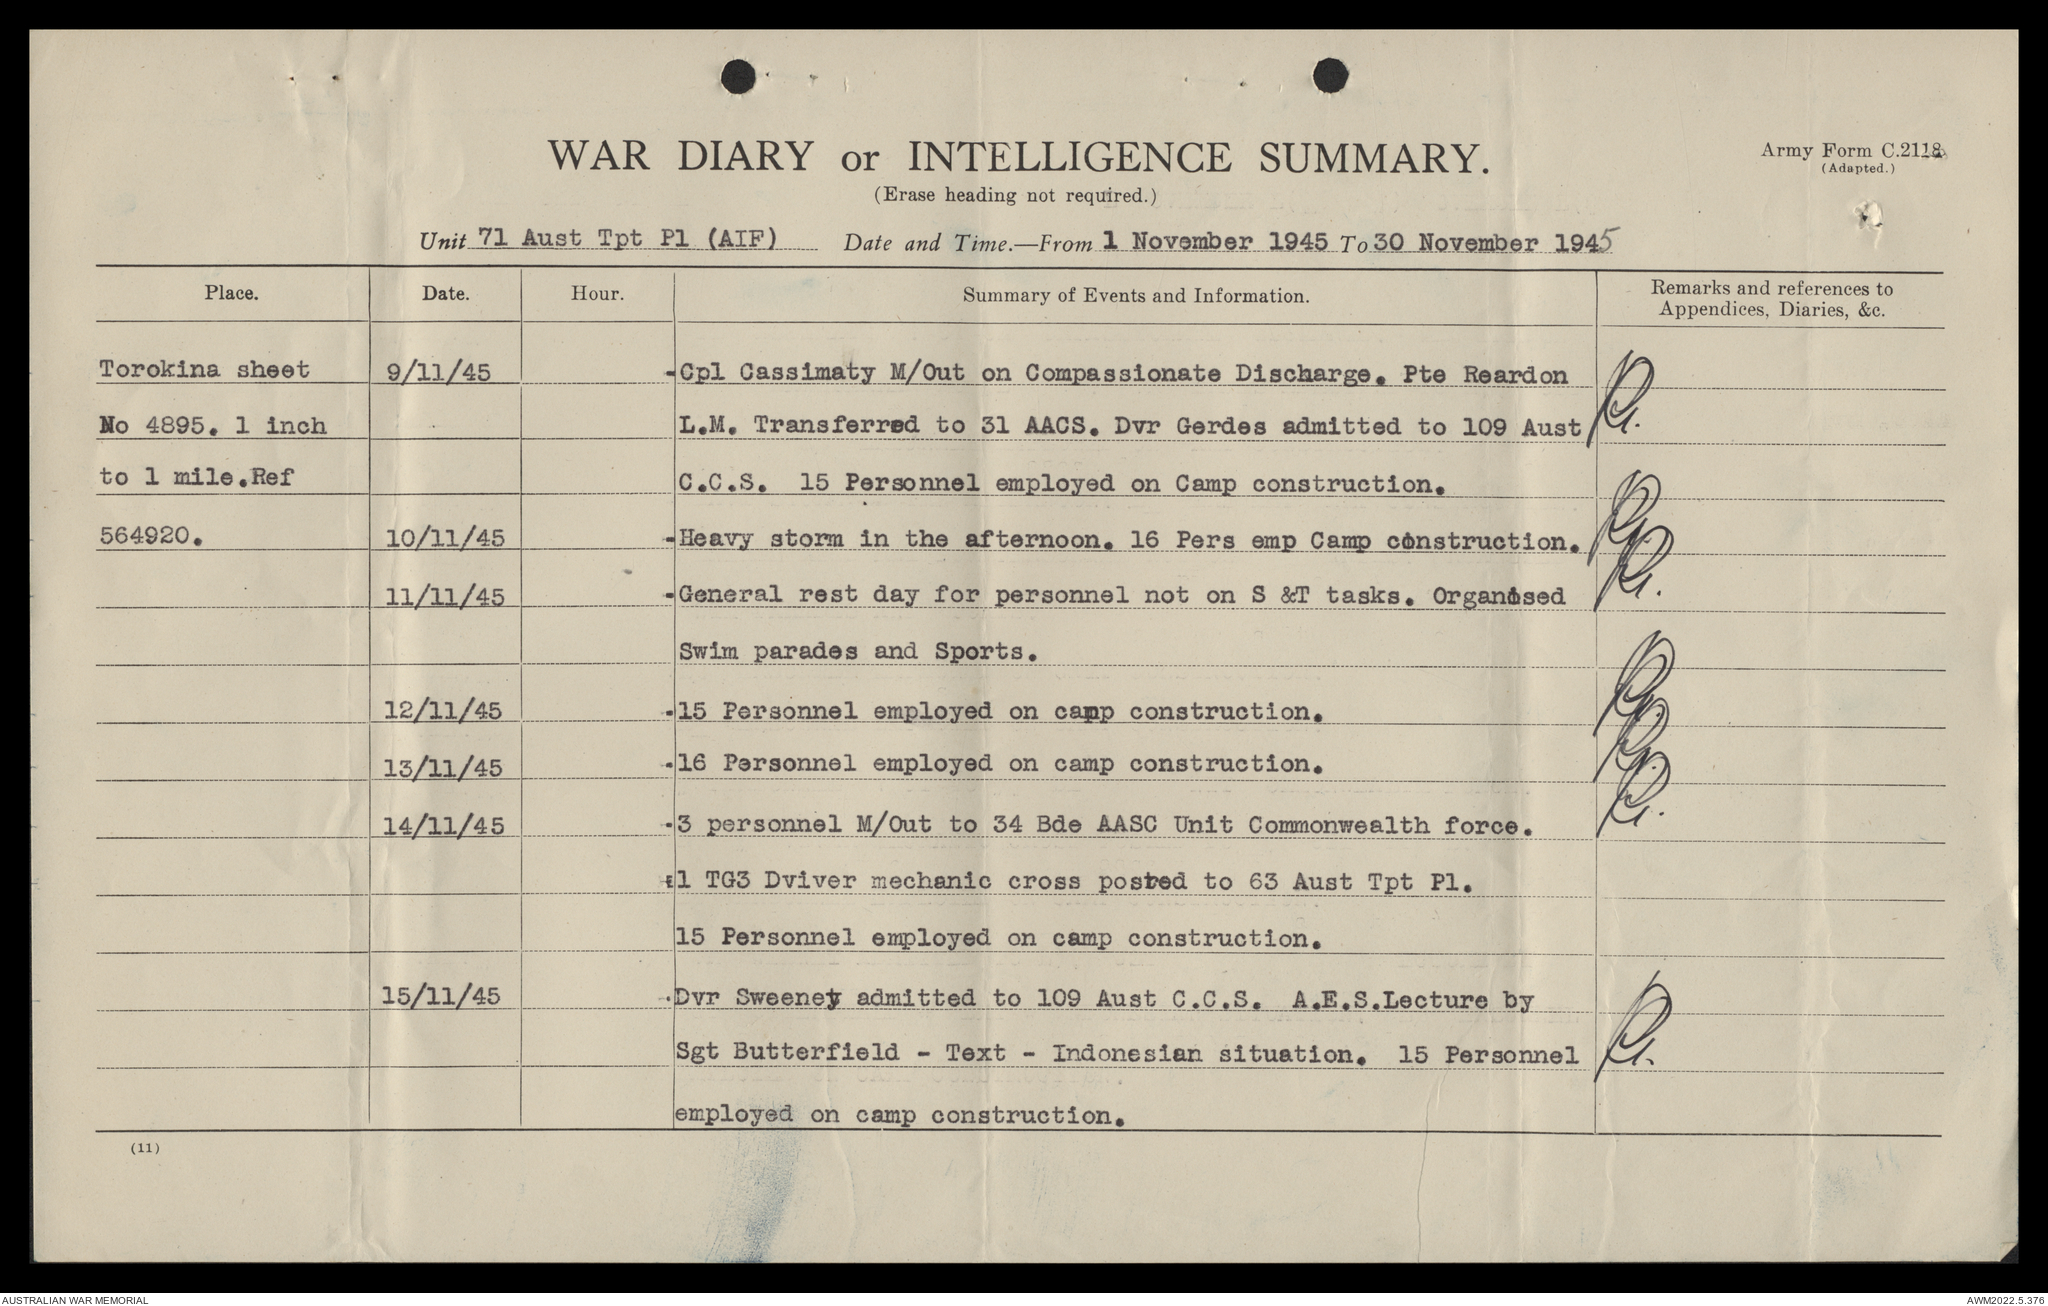 WAR DIARY or INTELLIGENCE SUMMARY.
(Erase heading not required.)
Army Form C.2118
(Adapted.)
Unit 71 Aust Tpt Pl (AIF) Date and Time.—From 1 November 1945 To 30 November 1945
Place. Date. Hour. Summary of Events and Information. Remarks and references to
Appendices, Diaries, &c.
Torokina sheet 9/11/45 -Cpl Cassimaty M/Out on Compassionate Discharge. Pte Reardon
No 4895. 1 inch L.M. Transferred to 31 AACS. Dvr Gerdes admitted to 109 Aust
to 1 mile.Ref C.C.S. 15 Personnel employed on Camp construction.
564920. 10/11/45 -Heavy storm in the afternoon. 16 Pers emp Camp construction.
11/11/45 -General rest day for personnel not on S &T tasks. Organised
Swim parades and Sports.
12/11/45 -15 Personnel employed on camp construction.
13/11/45 -16 Personnel employed on camp construction.
14/11/45 -3 personnel M/Out to 34 Bde AASC Unit Commonwealth force.
1 TG3 Dviver mechanic cross posted to 63 Aust Tpt Pl.
15 Personnel employed on camp construction.
15/11/45 -Dvr Sweeney admitted to 109 Aust C.C.S. A.E.S.Lecture by
Sgt Butterfield - Text - Indonesian situation. 15 Personnel
employed on camp construction.
(11)
AUSTRALIAN WAR MEMORIAL
AWM2022.5.376